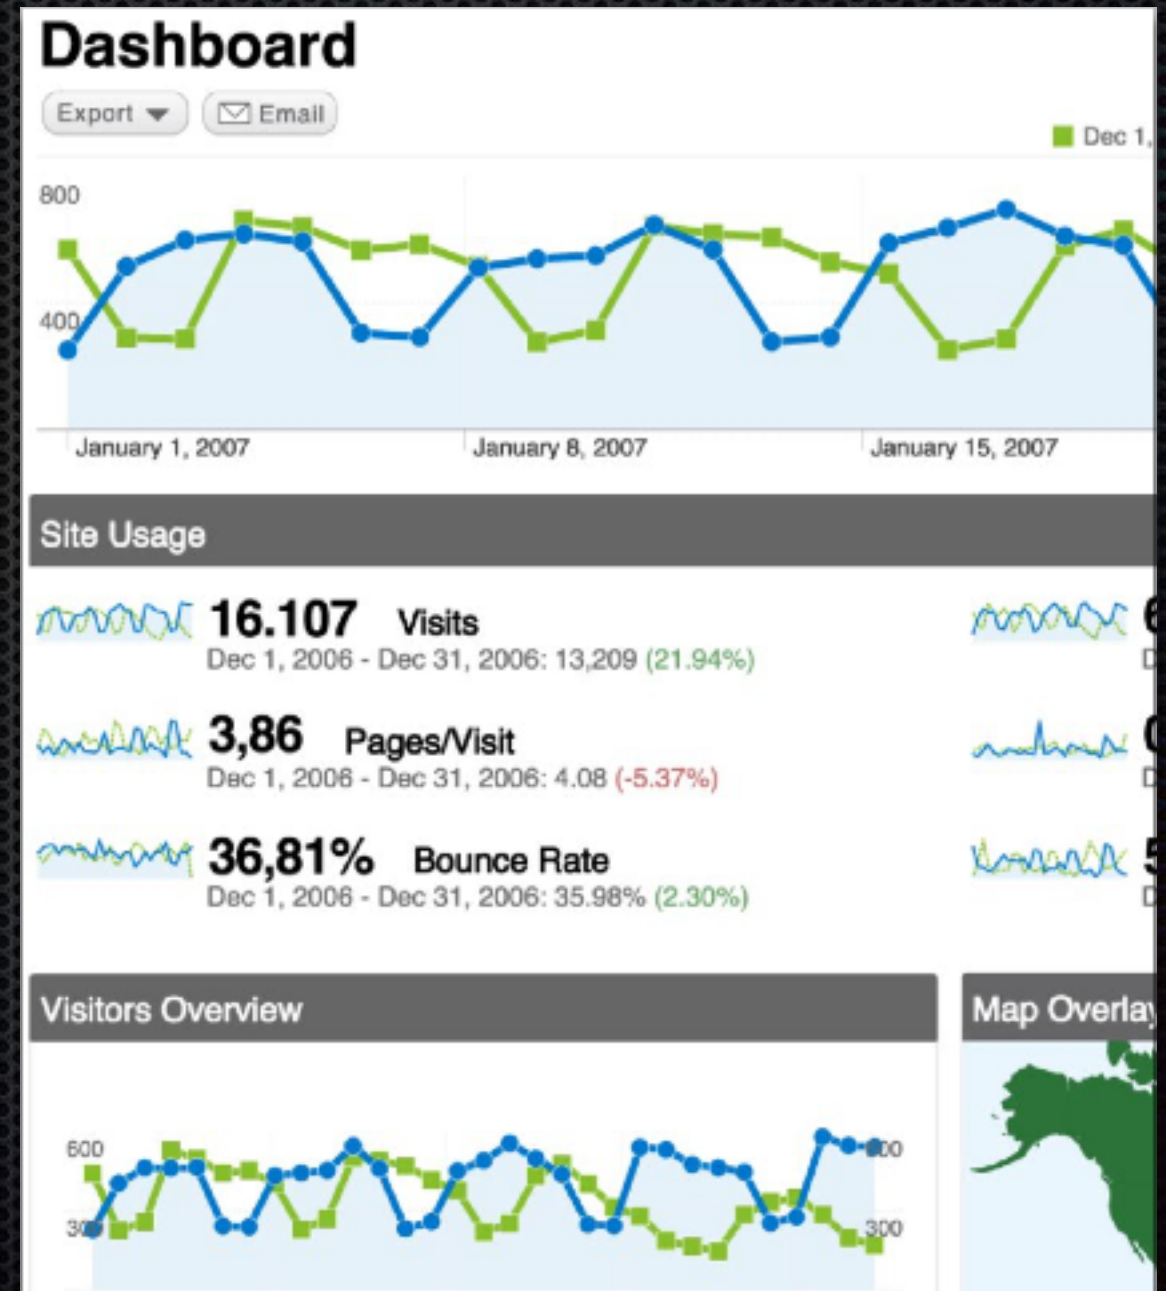 Dashboard
Export Email
Dec 1,
800
400
January 1, 2007 January 8, 2007 January 15, 2007
Site Usage
16.107 Visits
Dec 1, 2006 - Dec 31, 2006: 13,209 (21.94%)
3,86 Pages/Visit
Dec 1, 2006 - Dec 31, 2006: 4.08 (-5.37%)
36,81% Bounce Rate
Dec 1, 2006 - Dec 31, 2006: 35.98% (2.30%)
Visitors Overview
Map Overlay
600 600
300 300